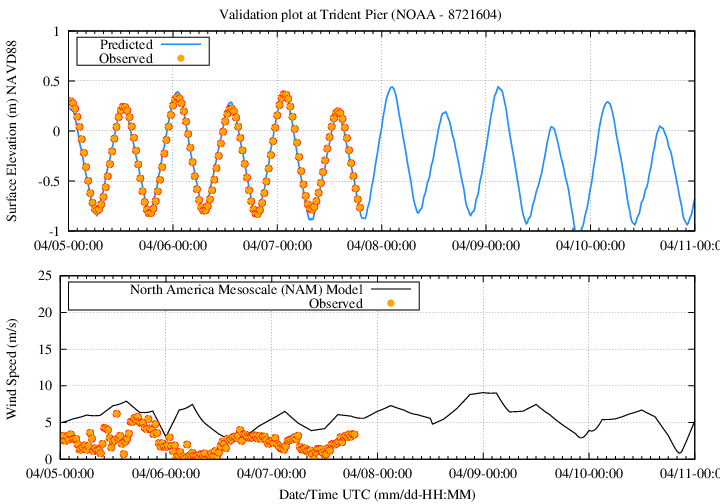 Validation plot at Trident Pier (NOAA - 8721604)
Surface Elevation (m) NAVD88
Predicted
Observed
1
0.5
0
-0.5
-1
04/05-00:00 04/06-00:00 04/07-00:00 04/08-00:00 04/09-00:00 04/10-00:00 04/11-00:00
Wind Speed (m/s)
North America Mesoscale (NAM) Model
Observed
25
20
15
10
5
0
04/05-00:00 04/06-00:00 04/07-00:00 04/08-00:00 04/09-00:00 04/10-00:00 04/11-00:00
Date/Time UTC (mm/dd-HH:MM)